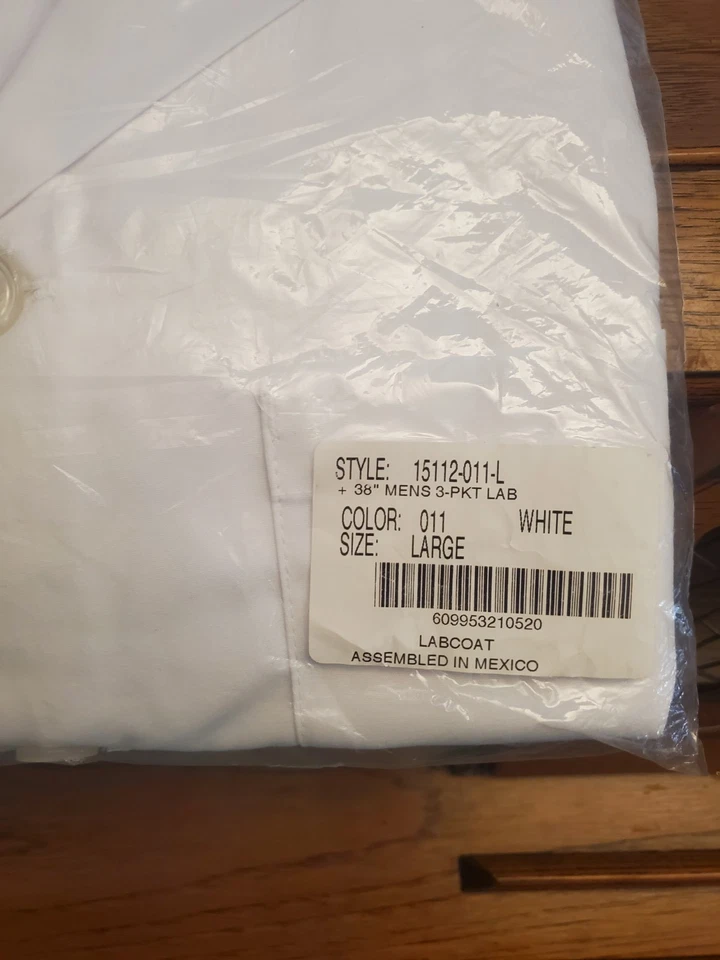 STYLE: 15112-011-L
+ 38" MENS 3-PKT LAB
COLOR: 011 WHITE
SIZE: LARGE
609953210520
LABCOAT
ASSEMBLED IN MEXICO